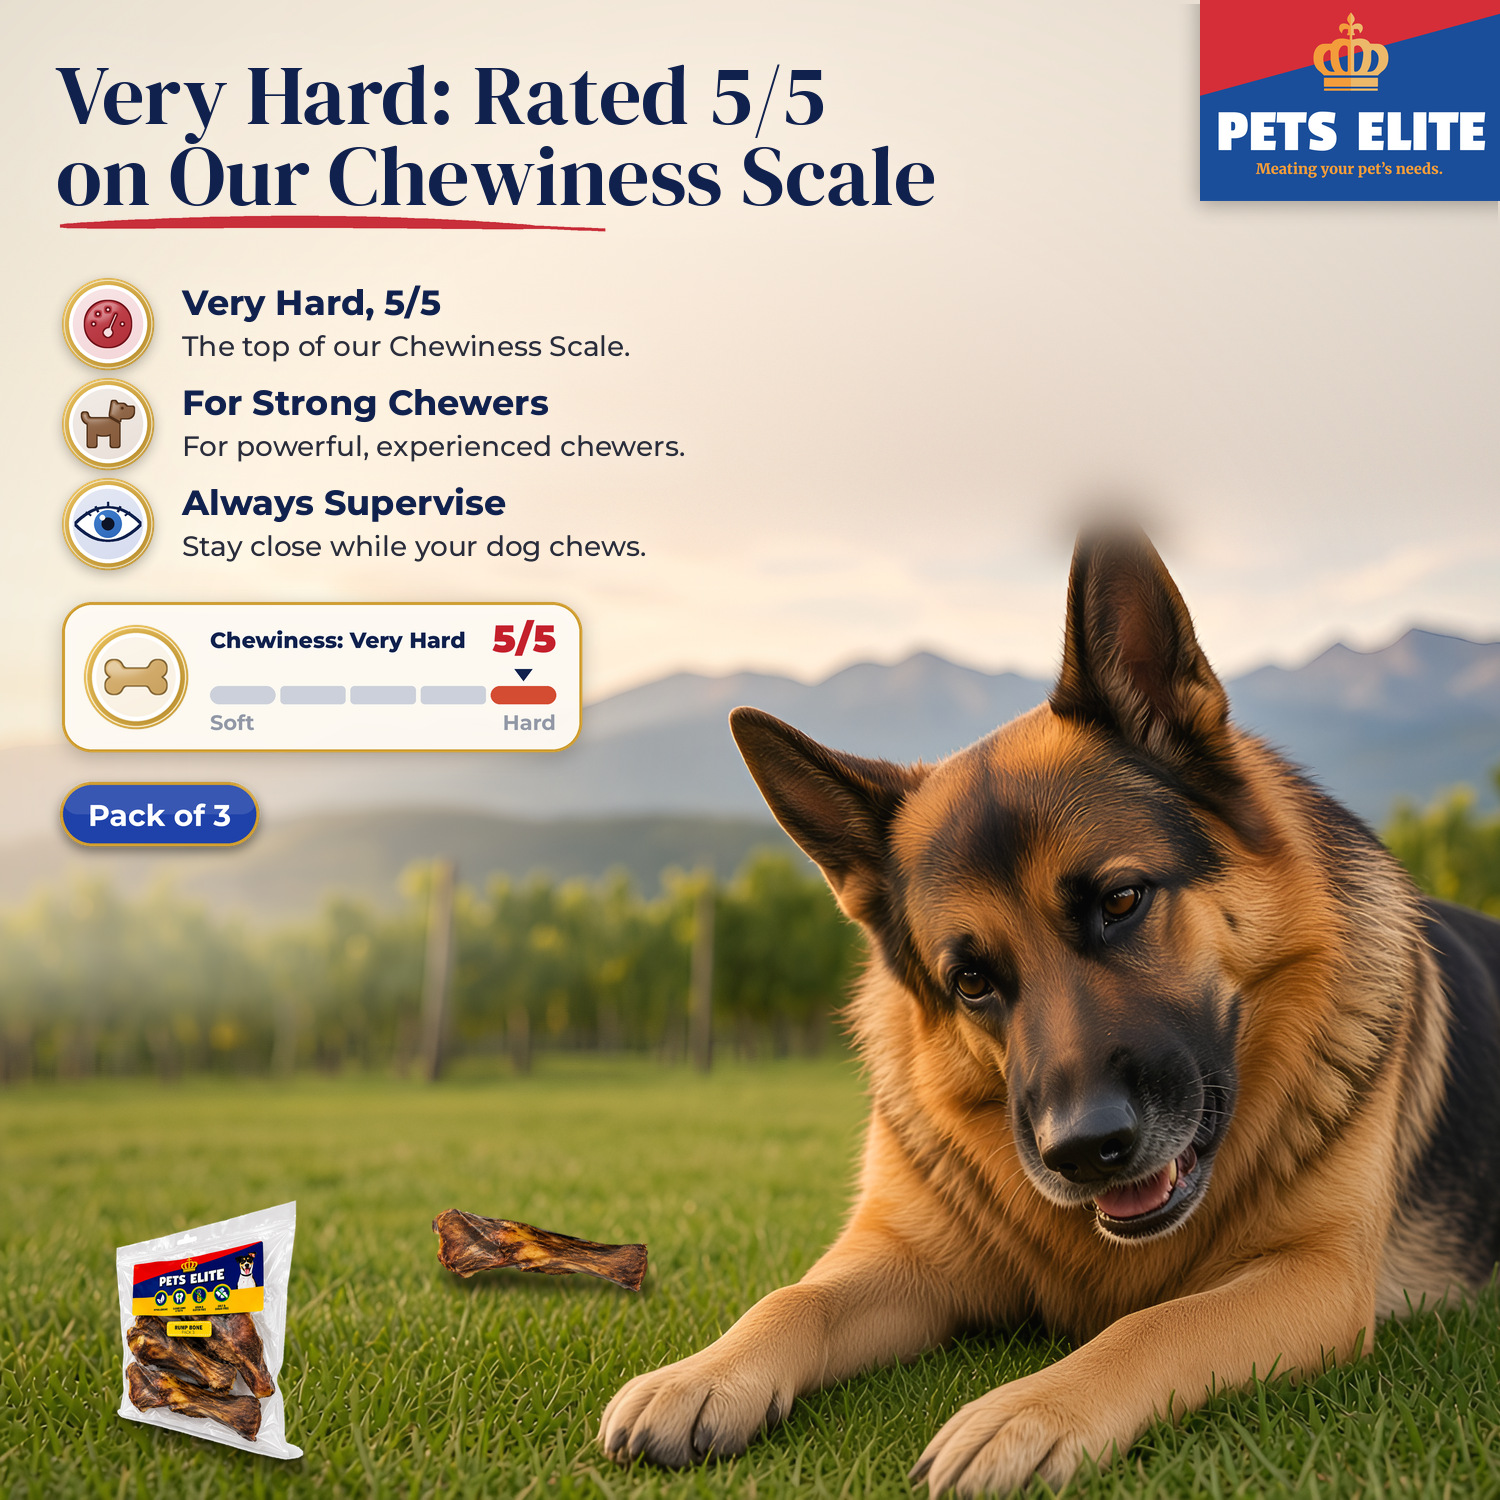 Very Hard: Rated 5/5
on Our Chewiness Scale
PETS ELITE
Meating your pet's needs.
Very Hard, 5/5
The top of our Chewiness Scale.
For Strong Chewers
For powerful, experienced chewers.
Always Supervise
Stay close while your dog chews.
Chewiness: Very Hard 5/5
Soft Hard
Pack of 3
PETS ELITE
RUMP BONE